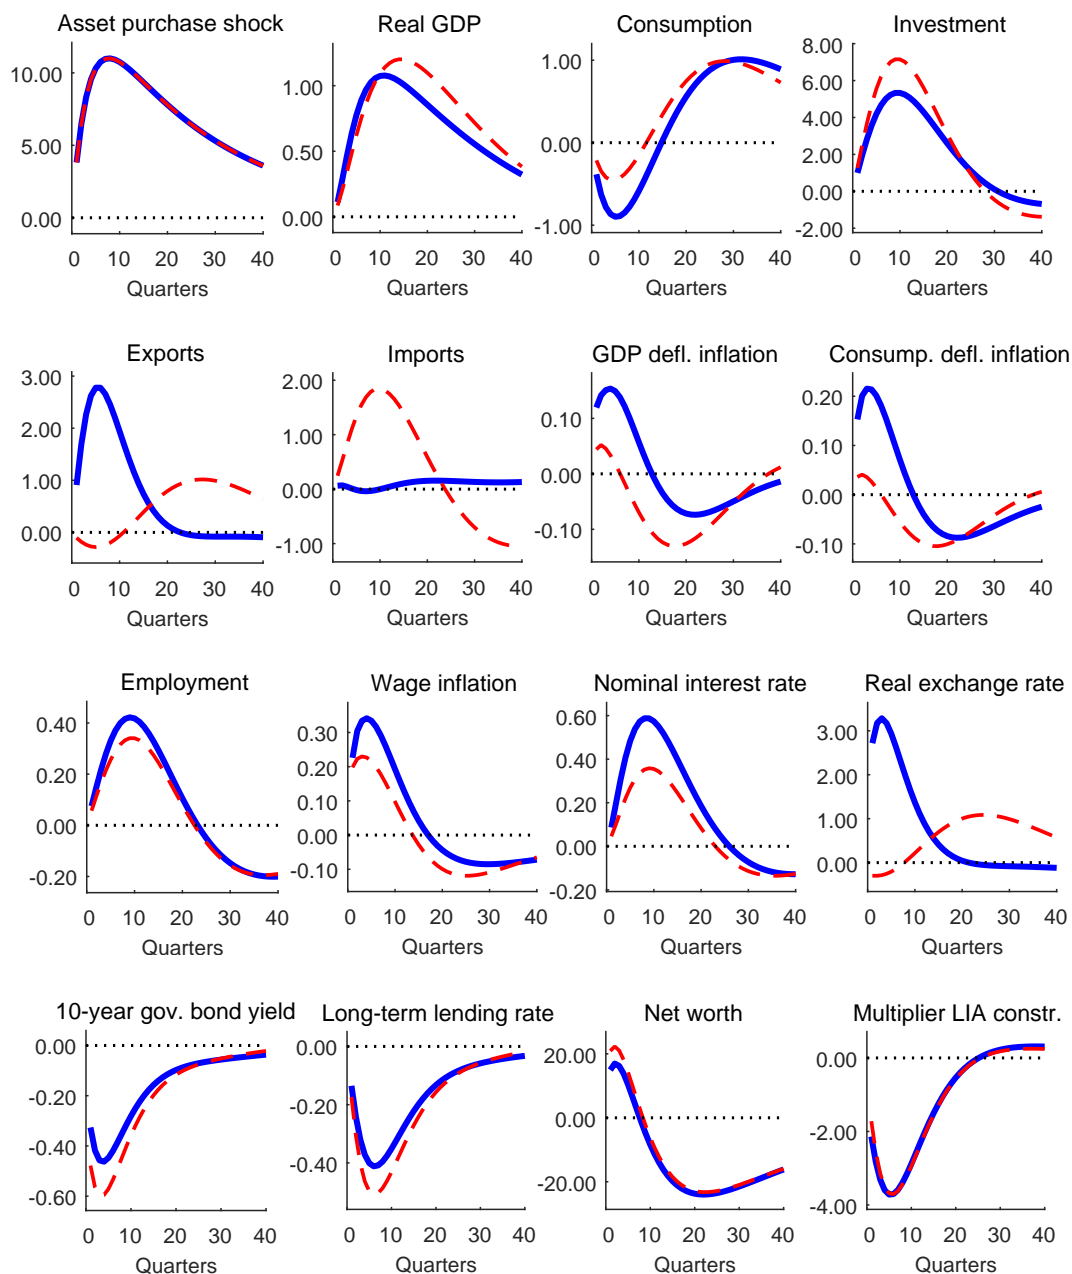 Asset purchase shock
10.00
5.00
0.00
0 10 20 30 40
Quarters
Real GDP
1.00
0.50
0.00
0 10 20 30 40
Quarters
Consumption
1.00
0.00
-1.00
0 10 20 30 40
Quarters
Investment
8.00
6.00
4.00
2.00
0.00
-2.00
0 10 20 30 40
Quarters
Exports
3.00
2.00
1.00
0.00
0 10 20 30 40
Quarters
Imports
2.00
1.00
0.00
-1.00
0 10 20 30 40
Quarters
GDP defl. inflation
0.10
0.00
-0.10
0 10 20 30 40
Quarters
Consump. defl. inflation
0.20
0.10
0.00
-0.10
0 10 20 30 40
Quarters
Employment
0.40
0.20
0.00
-0.20
0 10 20 30 40
Quarters
Wage inflation
0.30
0.20
0.10
0.00
-0.10
0 10 20 30 40
Quarters
Nominal interest rate
0.60
0.40
0.20
0.00
-0.20
0 10 20 30 40
Quarters
Real exchange rate
3.00
2.00
1.00
0.00
0 10 20 30 40
Quarters
10-year gov. bond yield
0.00
-0.20
-0.40
-0.60
0 10 20 30 40
Quarters
Long-term lending rate
0.00
-0.20
-0.40
0 10 20 30 40
Quarters
Net worth
20.00
0.00
-20.00
0 10 20 30 40
Quarters
Multiplier LIA constr.
0.00
-2.00
-4.00
0 10 20 30 40
Quarters